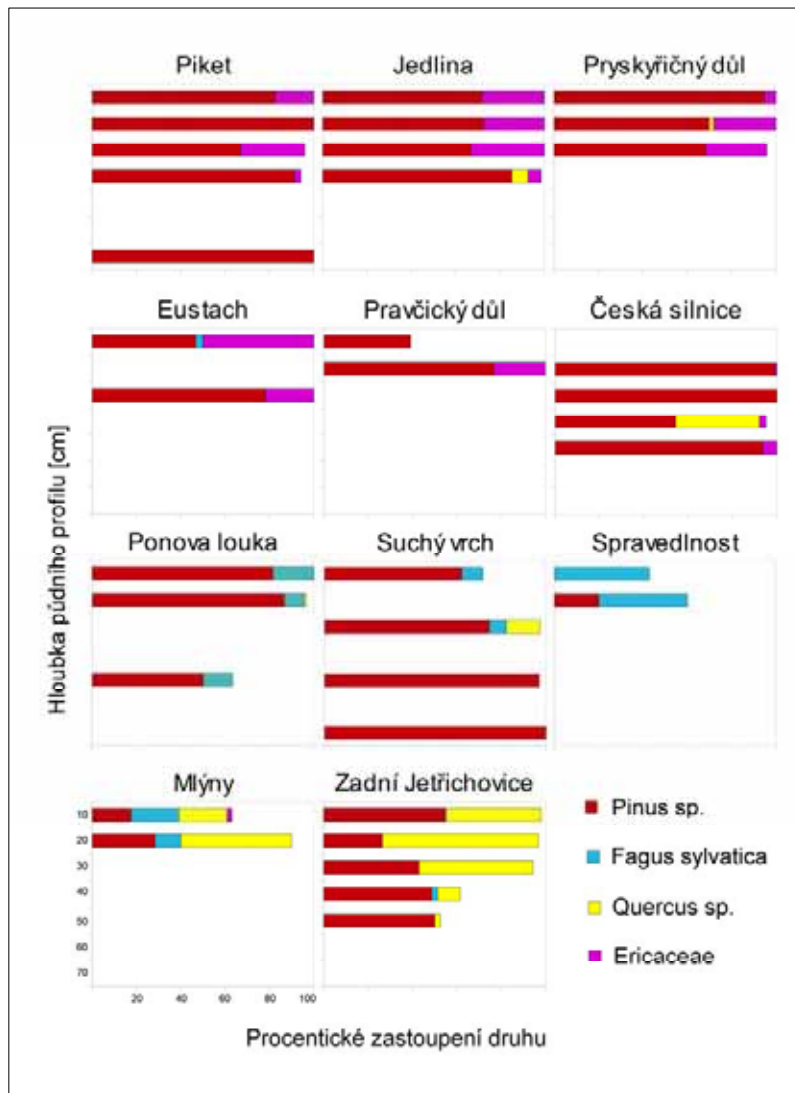 Piket Jedlina Pryskyřičný důl
Eustach Pravčický důl Česká silnice
Hloubka půdního profilu [cm]
Ponova louka Suchý vrch Spravedlnost
Mlýny Zadní Jetřichovice
10
20
30
40
50
60
70
20 40 60 80 100
Pinus sp.
Fagus sylvatica
Quercus sp.
Ericaceae
Procentické zastoupení druhu